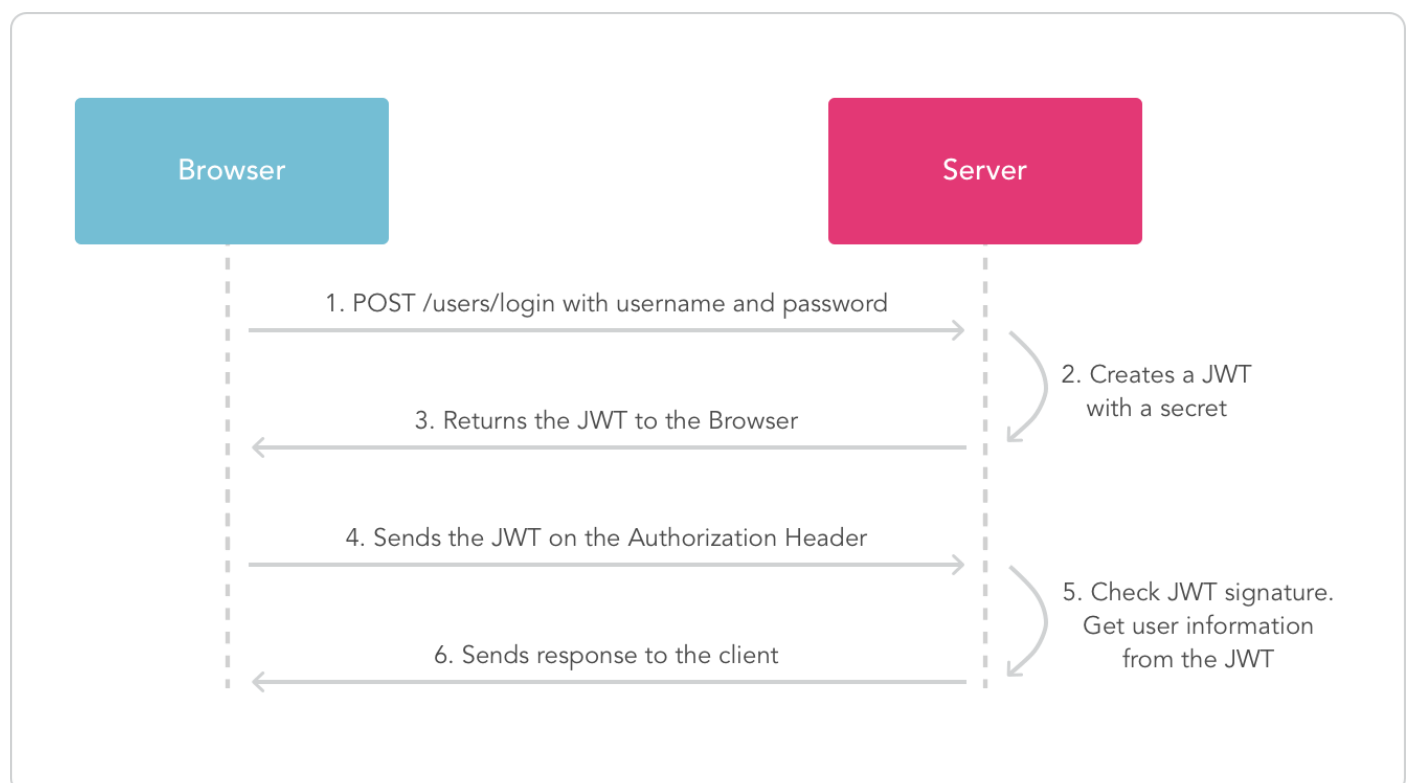 Browser
Server
1. POST /users/login with username and password
2. Creates a JWT
with a secret
3. Returns the JWT to the Browser
4. Sends the JWT on the Authorization Header
5. Check JWT signature.
Get user information
from the JWT
6. Sends response to the client